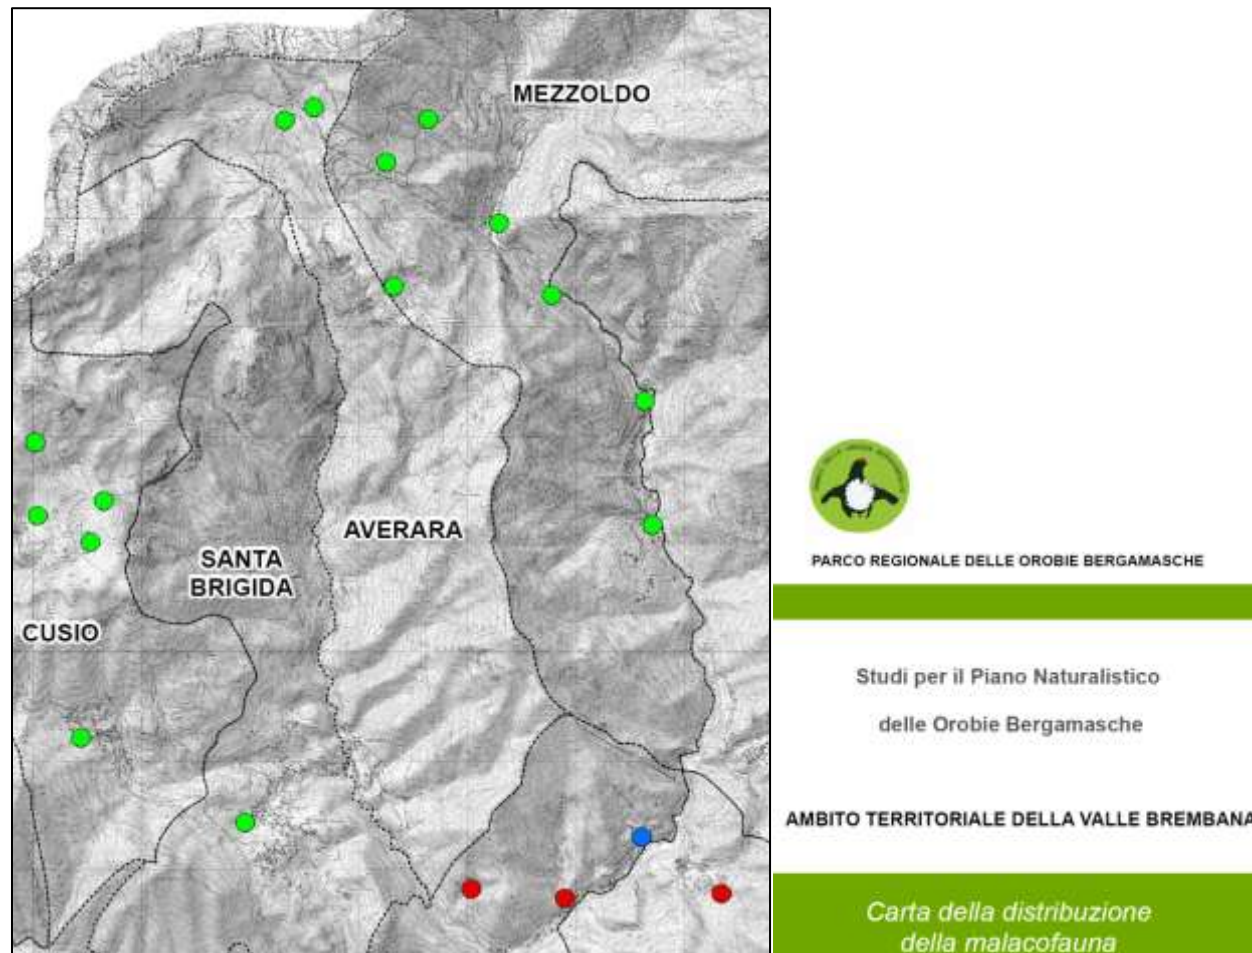 MEZZOLDO
AVERARA
SANTA
BRIGIDA
CUSIO
PARCO REGIONALE DELLE OROBIE BERGAMASCHE
Studi per il Piano Naturalistico
delle Orobie Bergamasche
AMBITO TERRITORIALE DELLA VALLE BREMBANA
Carta della distribuzione
della malacofauna